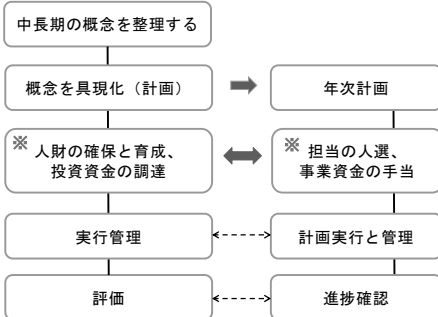 中長期の概念を整理する
概念を具現化（計画）
年次計画
※
人財の確保と育成、
投資資金の調達
※
担当の人選、
事業資金の手当
実行管理
計画実行と管理
評価
進捗確認